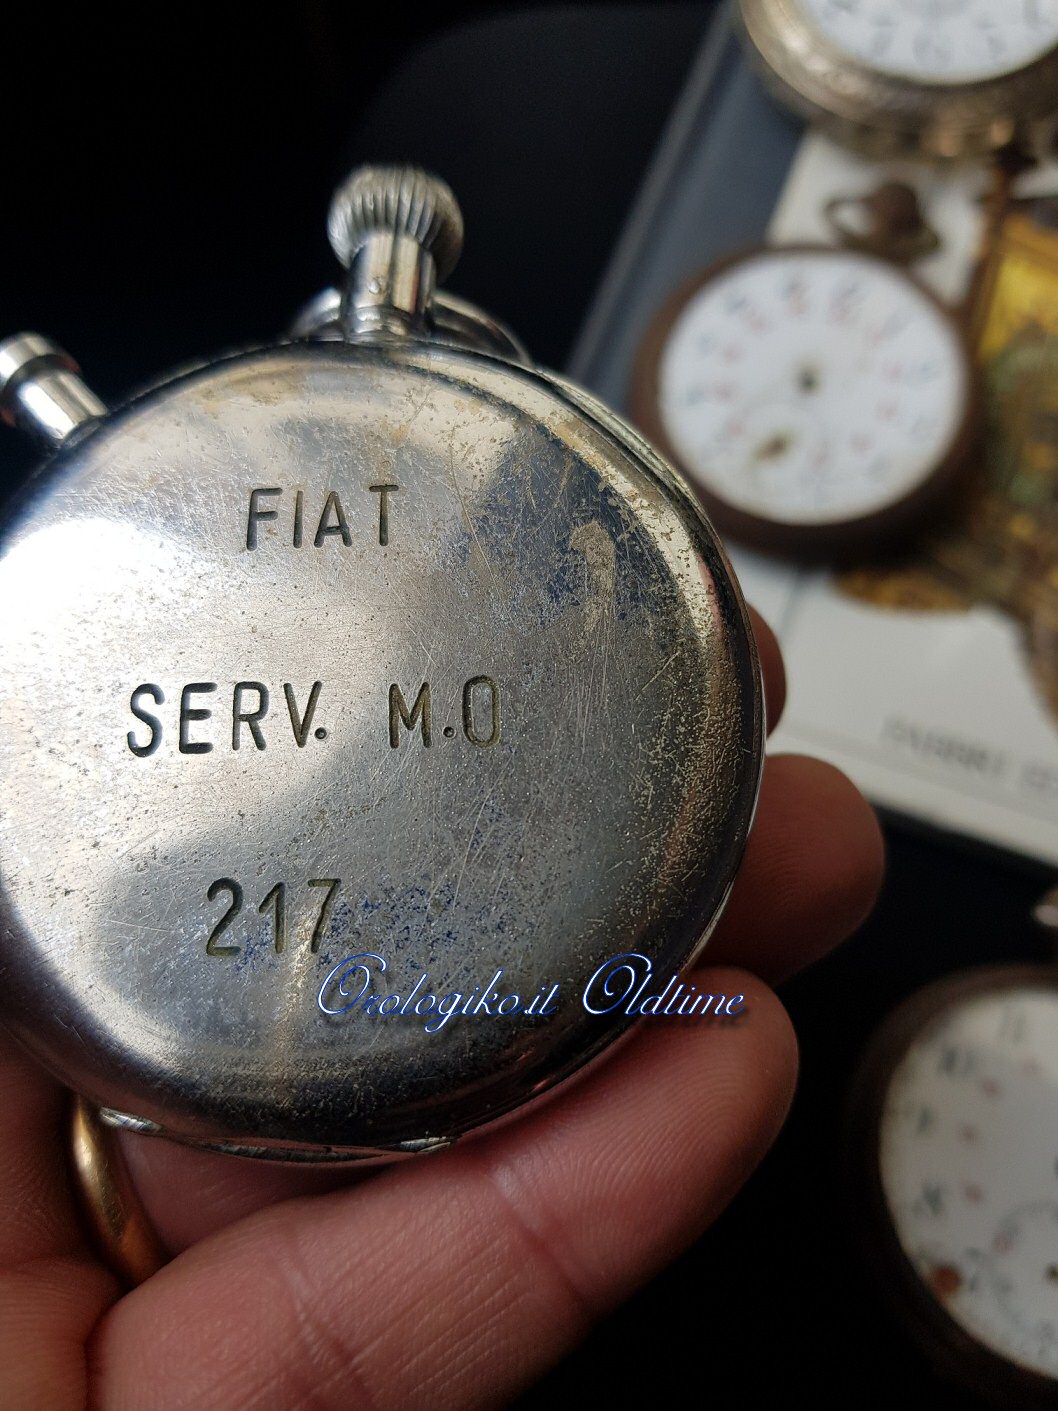 FIAT
SERV. M.O
217
Orologiko.it Oldtime